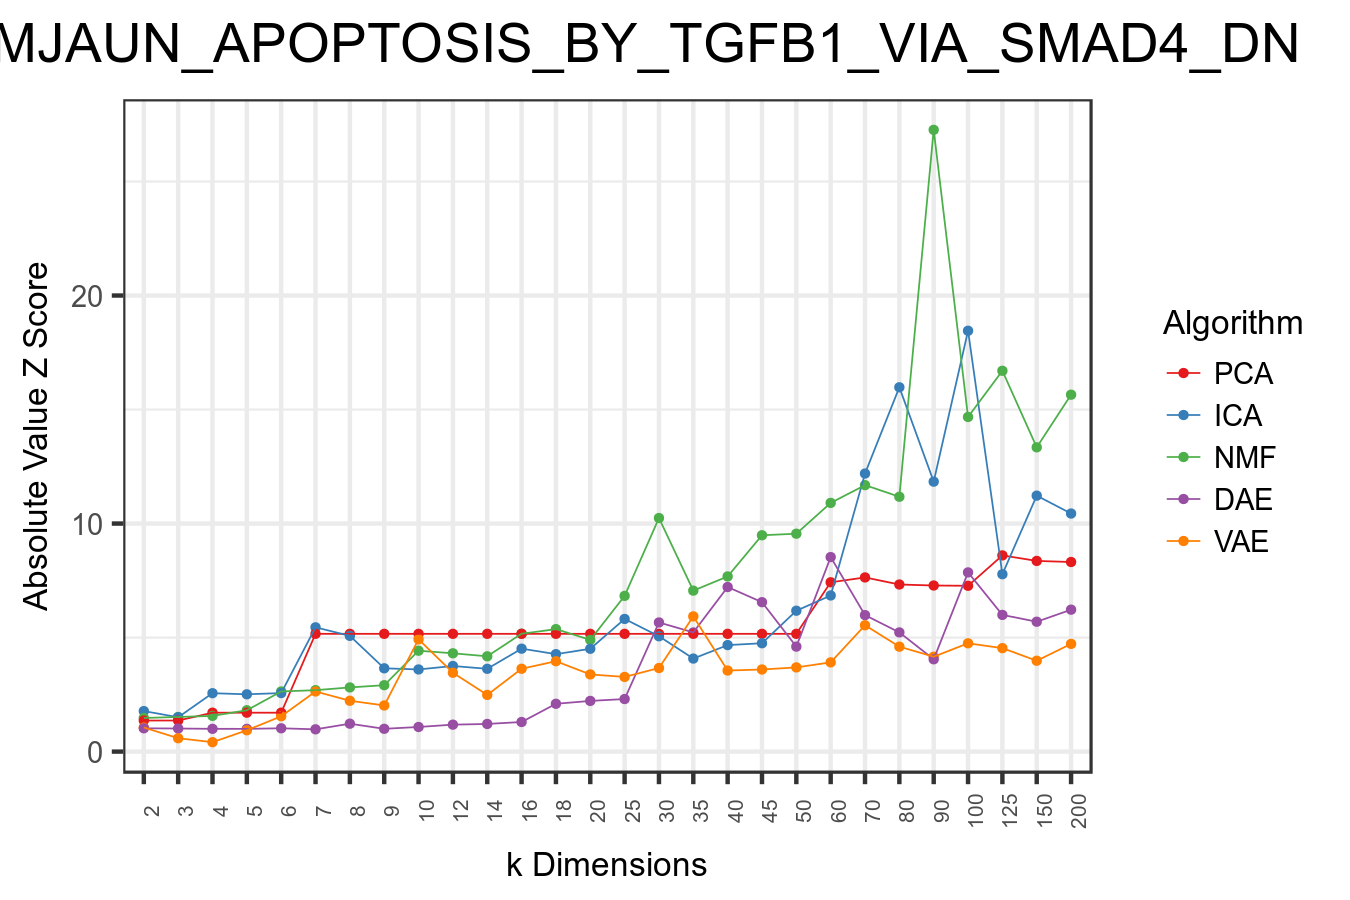 MJAUN_APOPTOSIS_BY_TGFB1_VIA_SMAD4_DN
Absolute Value Z Score
20
10
0
2 3 4 5 6 7 8 9 10 12 14 16 18 20 25 30 35 40 45 50 60 70 80 90 100 125 150 200
k Dimensions
Algorithm
PCA
ICA
NMF
DAE
VAE